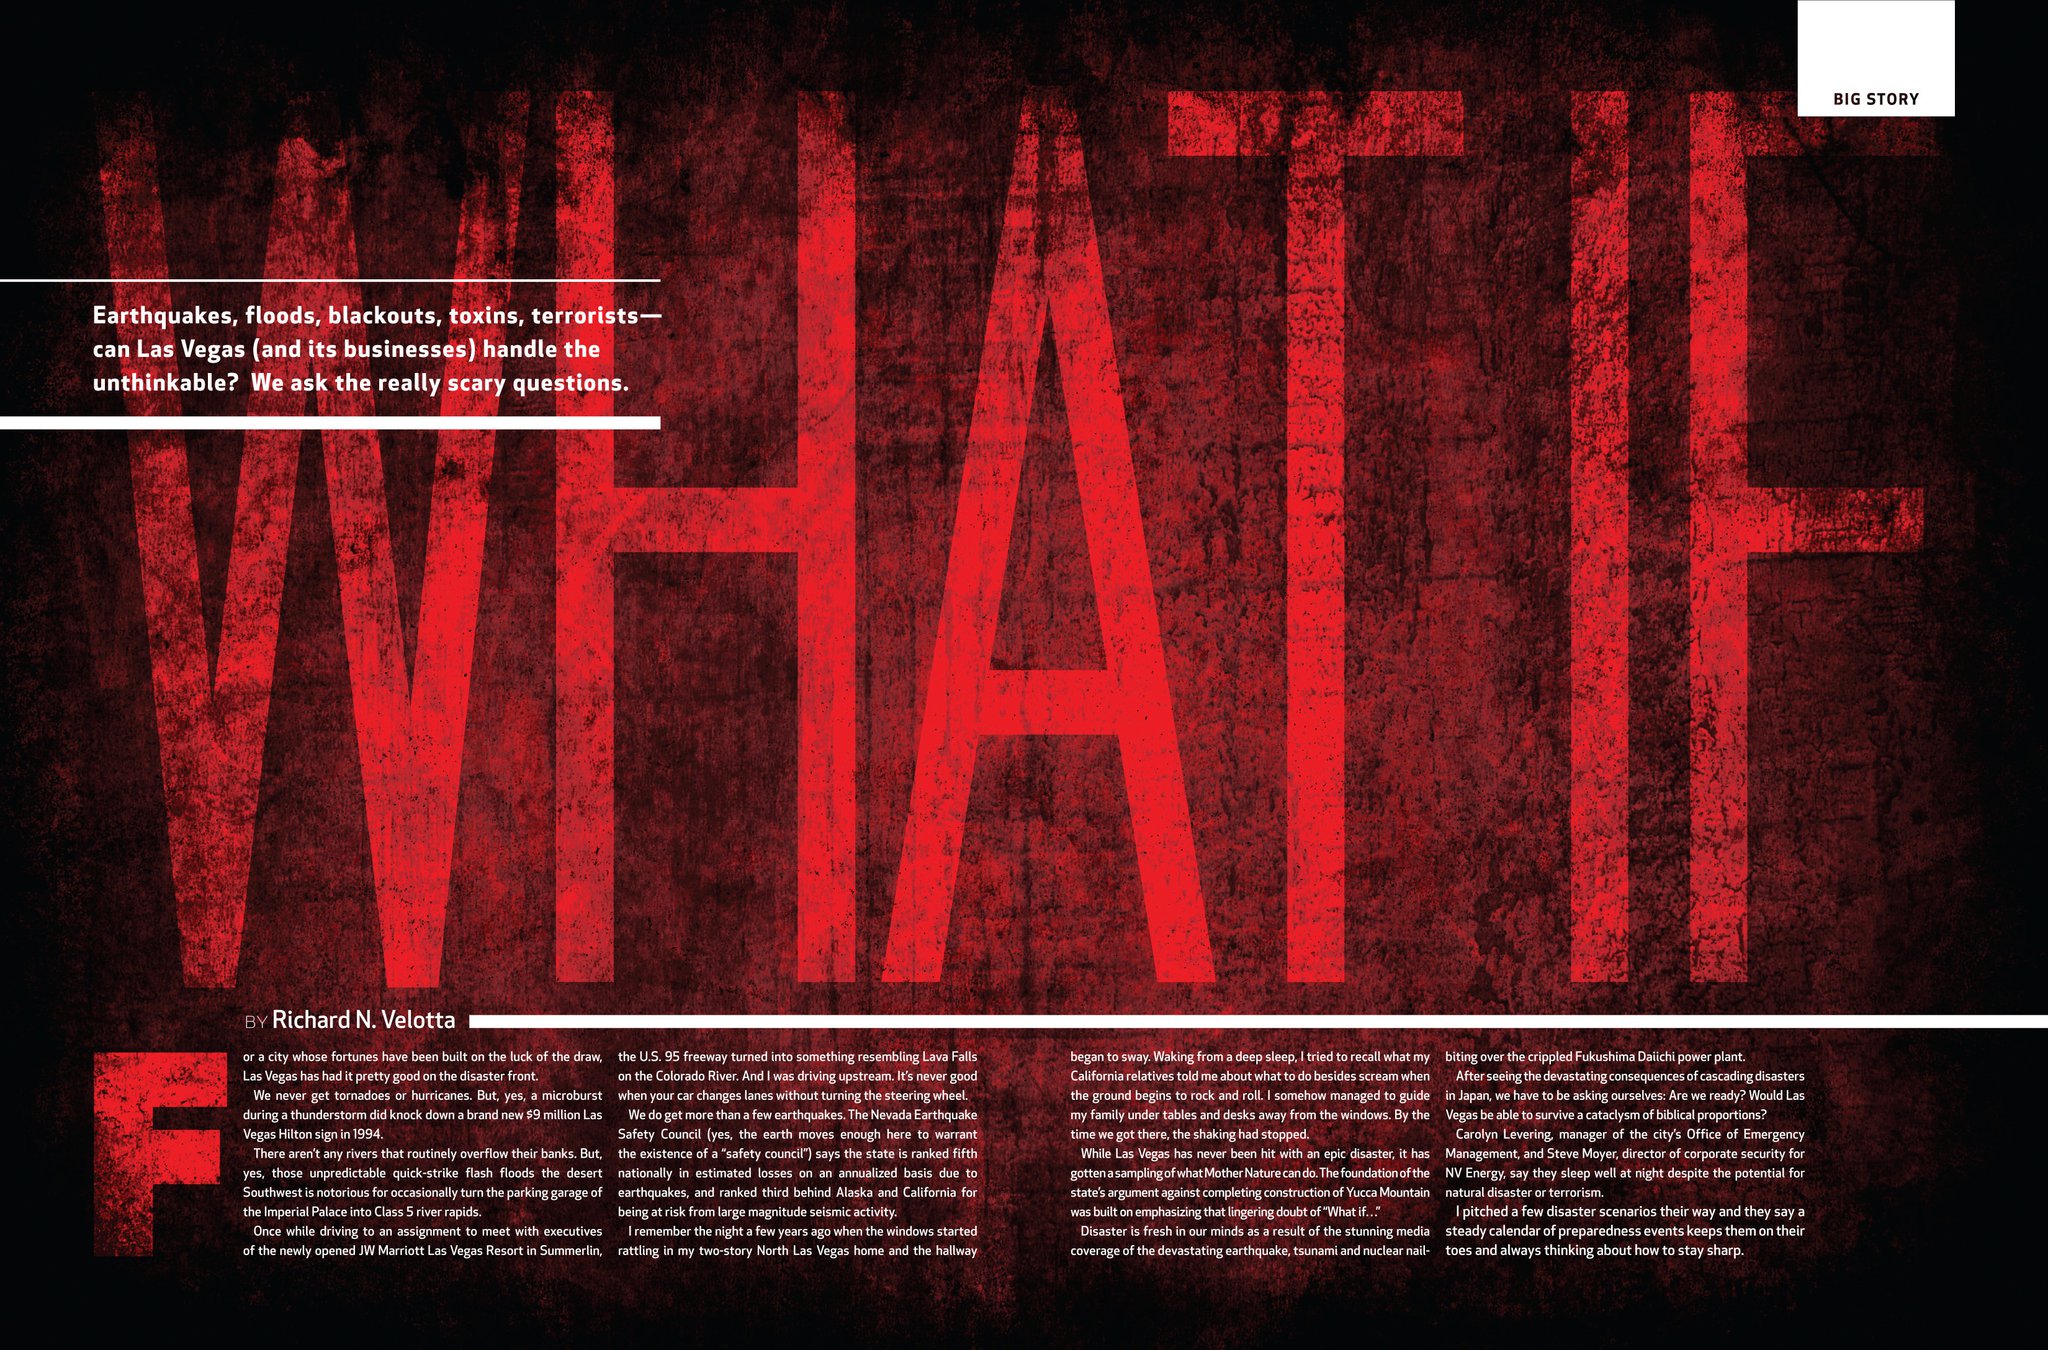 BIG STORY
WHAT IF
Earthquakes, floods, blackouts, toxins, terrorists—
can Las Vegas (and its businesses) handle the
unthinkable?  We ask the really scary questions.
BY Richard N. Velotta
For a city whose fortunes have been built on the luck of the draw,
Las Vegas has had it pretty good on the disaster front.
We never get tornadoes or hurricanes. But, yes, a microburst
during a thunderstorm did knock down a brand new $9 million Las
Vegas Hilton sign in 1994.
There aren't any rivers that routinely overflow their banks. But,
yes, those unpredictable quick-strike flash floods the desert
Southwest is notorious for occasionally turn the parking garage of
the Imperial Palace into Class 5 river rapids.
Once while driving to an assignment to meet with executives
of the newly opened JW Marriott Las Vegas Resort in Summerlin,
the U.S. 95 freeway turned into something resembling Lava Falls
on the Colorado River. And I was driving upstream. It's never good
when your car changes lanes without turning the steering wheel.
We do get more than a few earthquakes. The Nevada Earthquake
Safety Council (yes, the earth moves enough here to warrant
the existence of a “safety council”) says the state is ranked fifth
nationally in estimated losses on an annualized basis due to
earthquakes, and ranked third behind Alaska and California for
being at risk from large magnitude seismic activity.
I remember the night a few years ago when the windows started
rattling in my two-story North Las Vegas home and the hallway
began to sway. Waking from a deep sleep, I tried to recall what my
California relatives told me about what to do besides scream when
the ground begins to rock and roll. I somehow managed to guide
my family under tables and desks away from the windows. By the
time we got there, the shaking had stopped.
While Las Vegas has never been hit with an epic disaster, it has
gotten a sampling of what Mother Nature can do. The foundation of the
state's argument against completing construction of Yucca Mountain
was built on emphasizing that lingering doubt of “What if…”
Disaster is fresh in our minds as a result of the stunning media
coverage of the devastating earthquake, tsunami and nuclear nail-
biting over the crippled Fukushima Daiichi power plant.
After seeing the devastating consequences of cascading disasters
in Japan, we have to be asking ourselves: Are we ready? Would Las
Vegas be able to survive a cataclysm of biblical proportions?
Carolyn Levering, manager of the city's Office of Emergency
Management, and Steve Moyer, director of corporate security for
NV Energy, say they sleep well at night despite the potential for
natural disaster or terrorism.
I pitched a few disaster scenarios their way and they say a
steady calendar of preparedness events keeps them on their
toes and always thinking about how to stay sharp.